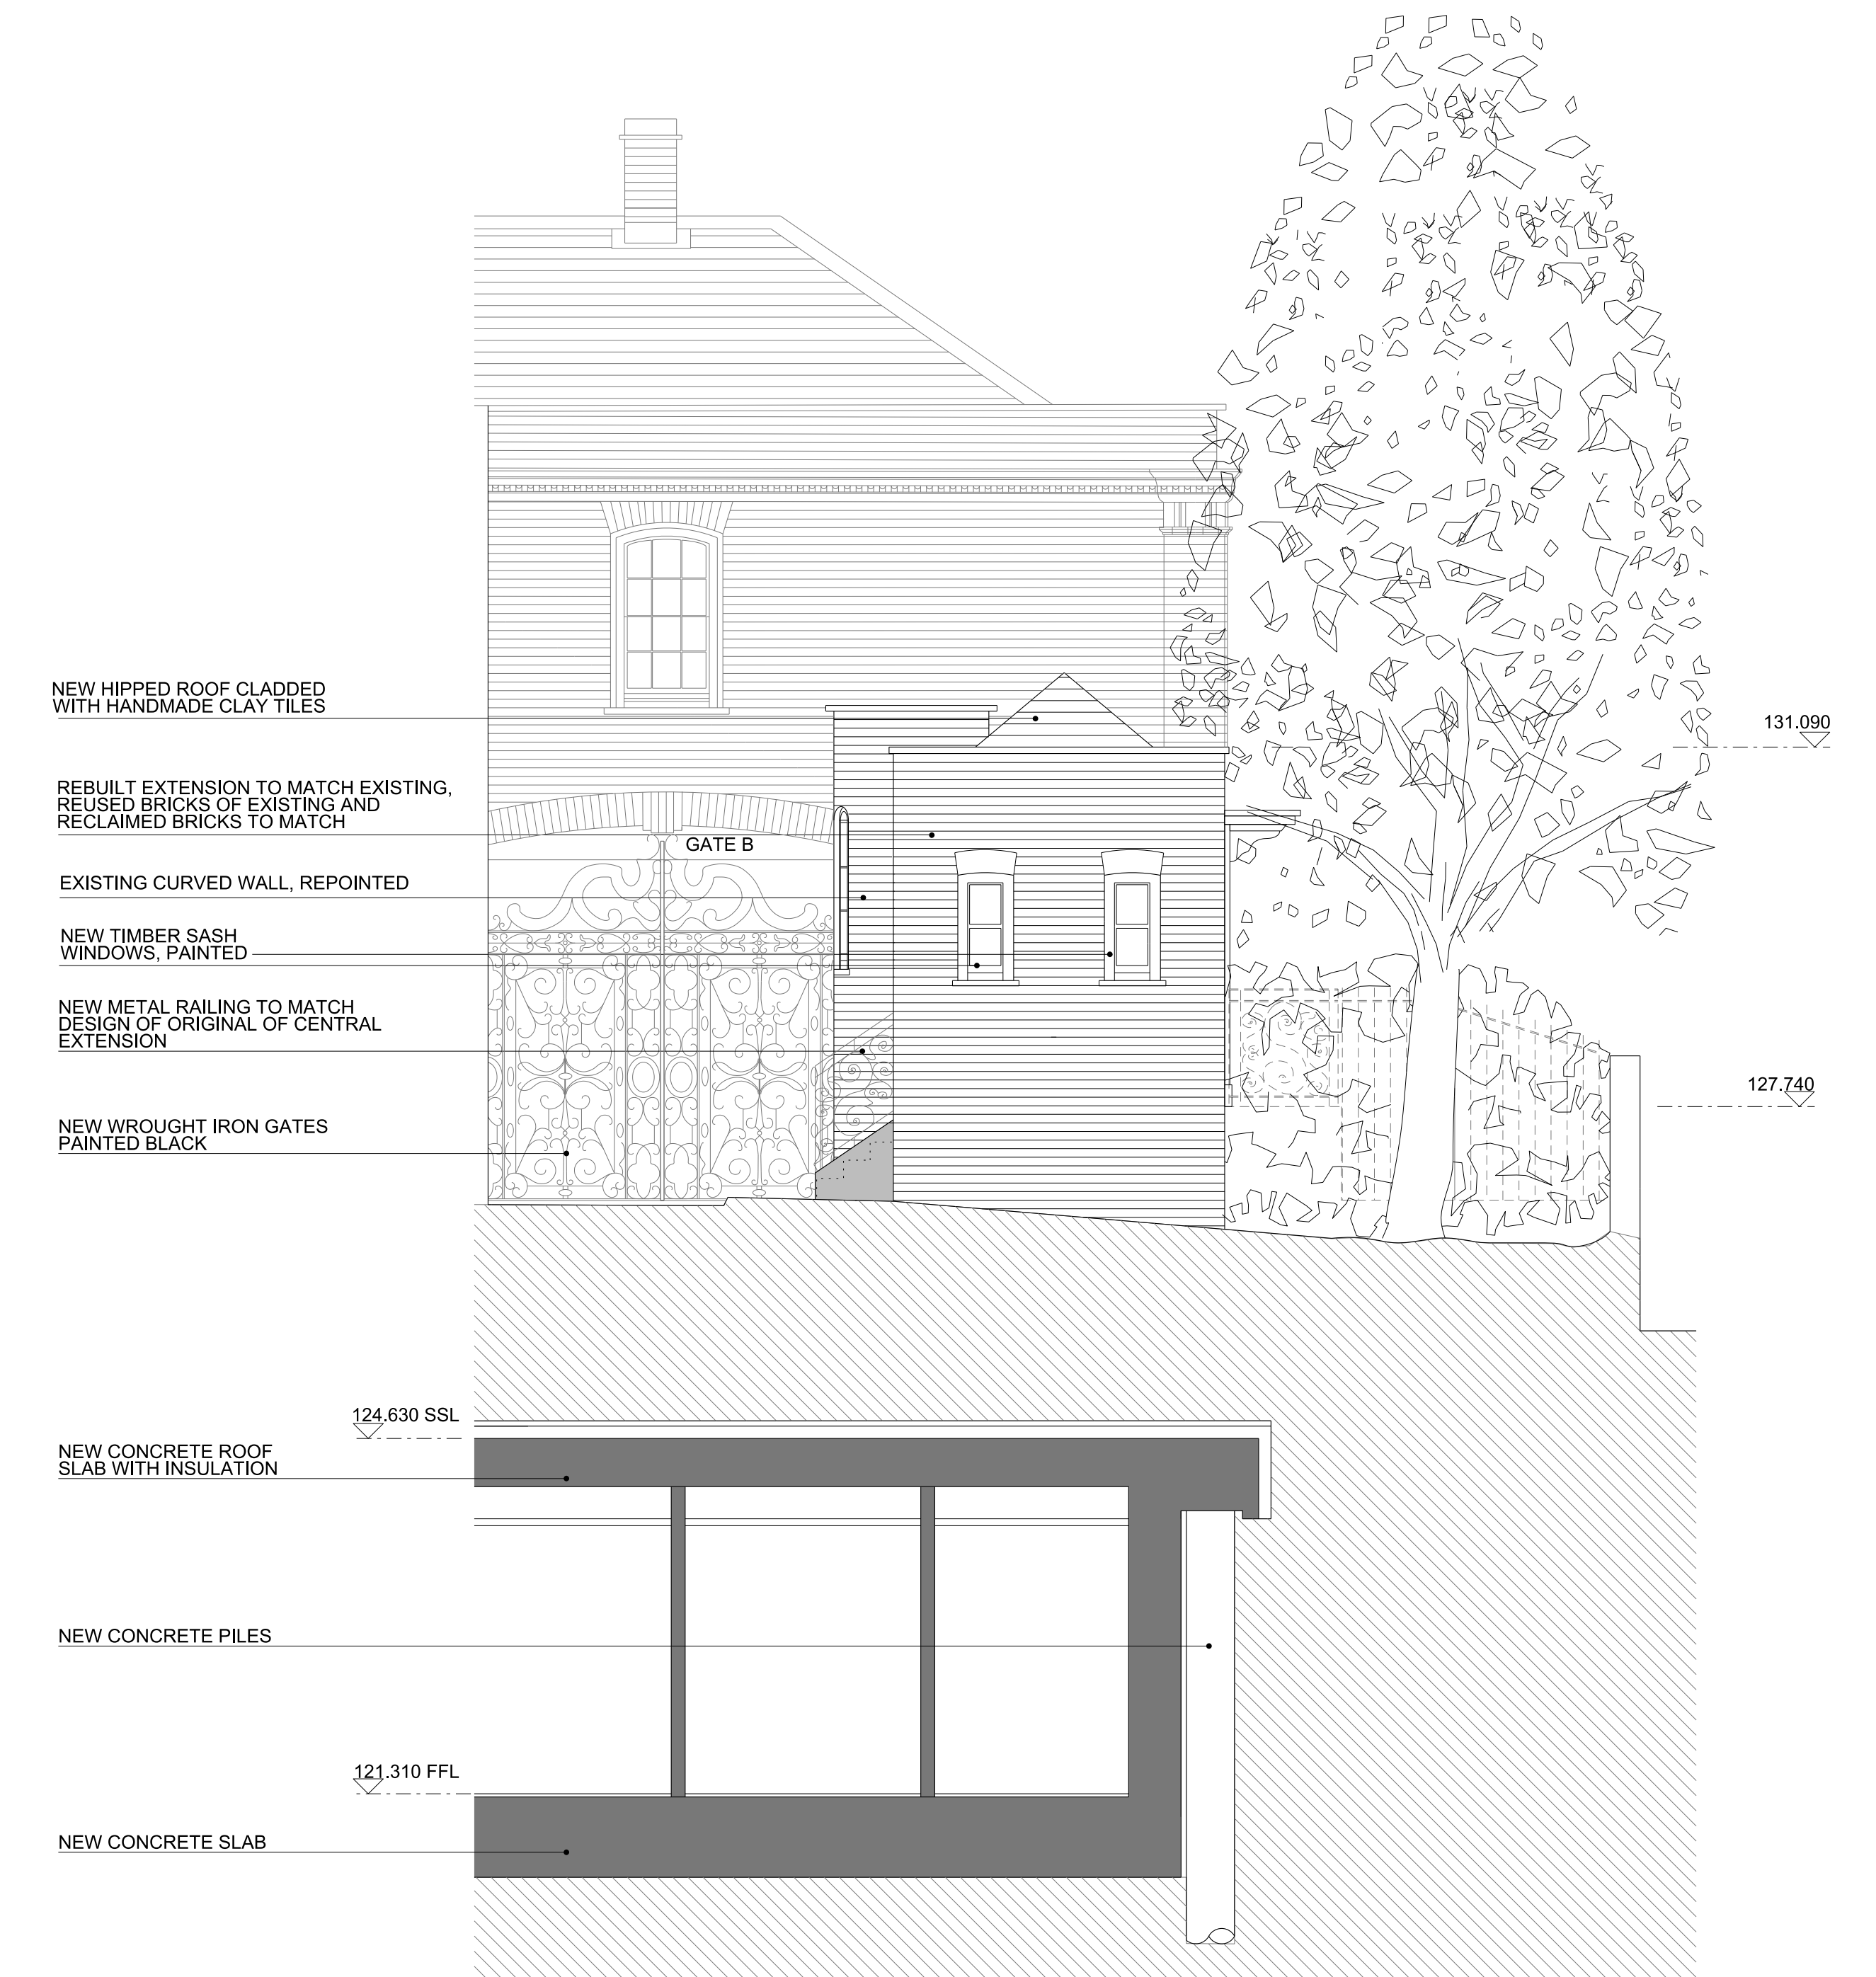 NEW HIPPED ROOF CLADDED
WITH HANDMADE CLAY TILES
131.090
REBUILT EXTENSION TO MATCH EXISTING,
REUSED BRICKS OF EXISTING AND
RECLAIMED BRICKS TO MATCH
GATE B
EXISTING CURVED WALL, REPOINTED
NEW TIMBER SASH
WINDOWS, PAINTED
NEW METAL RAILING TO MATCH
DESIGN OF ORIGINAL OF CENTRAL
EXTENSION
127.740
NEW WROUGHT IRON GATES
PAINTED BLACK
124.630 SSL
NEW CONCRETE ROOF
SLAB WITH INSULATION
NEW CONCRETE PILES
121.310 FFL
NEW CONCRETE SLAB